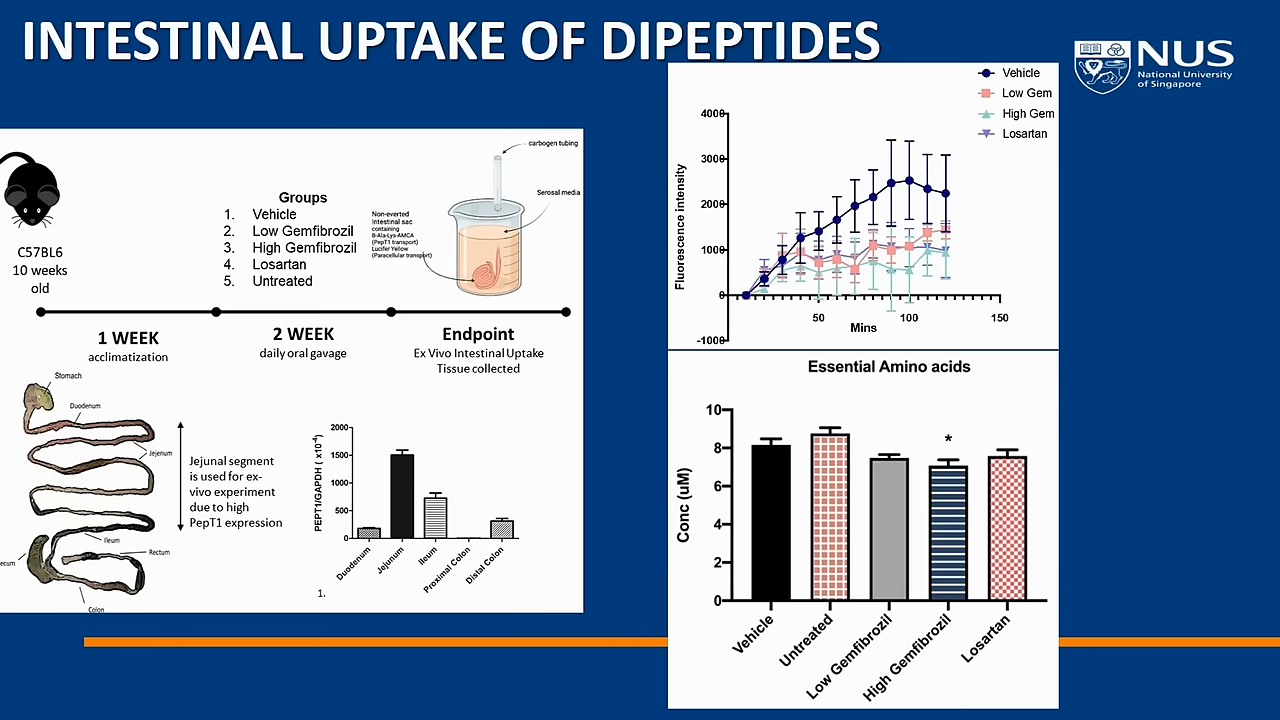 INTESTINAL UPTAKE OF DIPEPTIDES
NUS
National University
of Singapore
C57BL6
10 weeks
old
Groups
1. Vehicle
2. Low Gemfibrozil
3. High Gemfibrozil
4. Losartan
5. Untreated
Non-everted
Intestinal sac
containing
B-Ala-Lys-AMCA
(PepT1 transport)
Lucifer Yellow
(Paracellular transport)
carbogen tubing
Serosal media
1 WEEK
acclimatization
2 WEEK
daily oral gavage
Endpoint
Ex Vivo Intestinal Uptake
Tissue collected
Stomach
Duodenum
Jejenum
Ileum
Rectum
ecum
Colon
Jejunal segment
is used for ex-
vivo experiment
due to high
PepT1 expression
PEPT1/GAPDH ( x10⁻⁴)
2000
1500
1000
500
0
Duodenum
Jejunum
Ileum
Proximal Colon
Distal Colon
1.
Vehicle
Low Gem
High Gem
Losartan
Fluorescence intensity
4000
3000
2000
1000
0
-1000
50
100
150
Mins
Essential Amino acids
Conc (uM)
10
8
6
4
2
0
*
Vehicle
Untreated
Low Gemfibrozil
High Gemfibrozil
Losartan